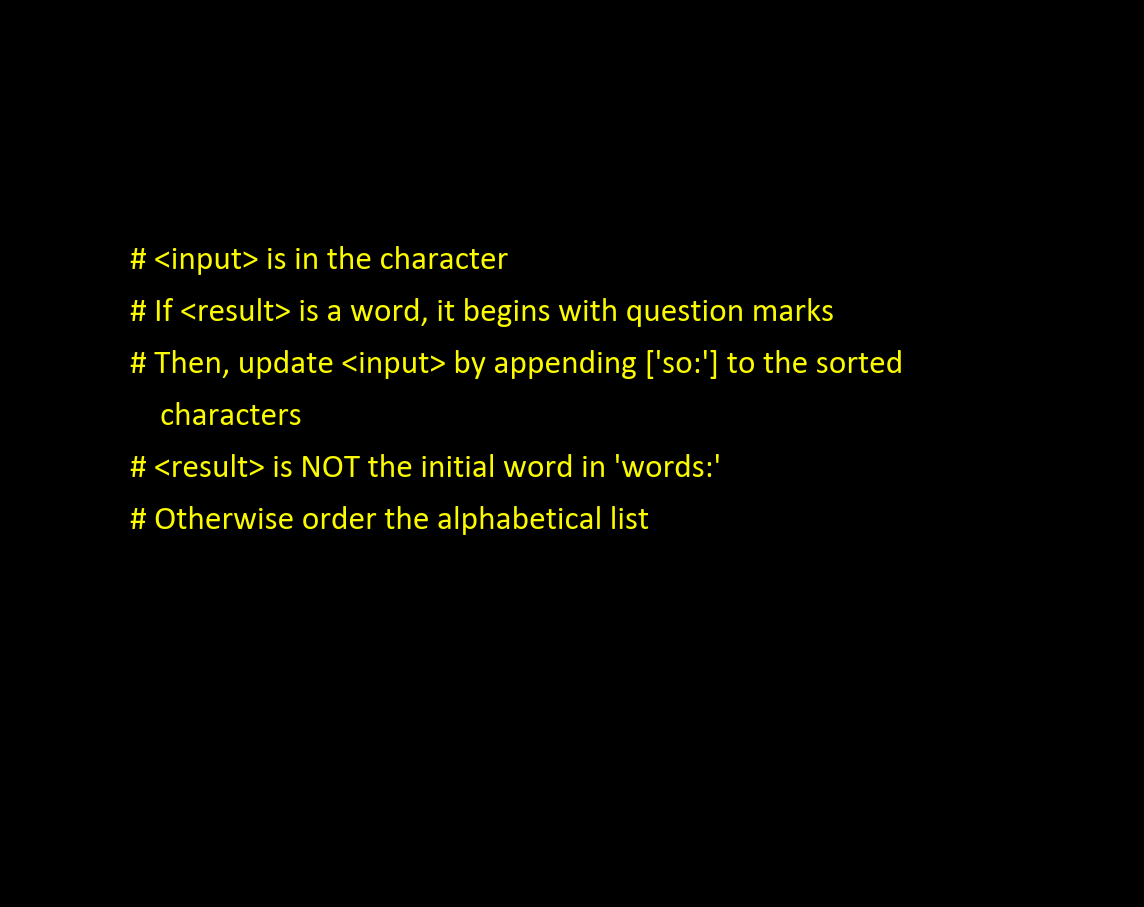 # <input> is in the character
# If <result> is a word, it begins with question marks
# Then, update <input> by appending ['so:'] to the sorted
characters
# <result> is NOT the initial word in 'words:'
# Otherwise order the alphabetical list